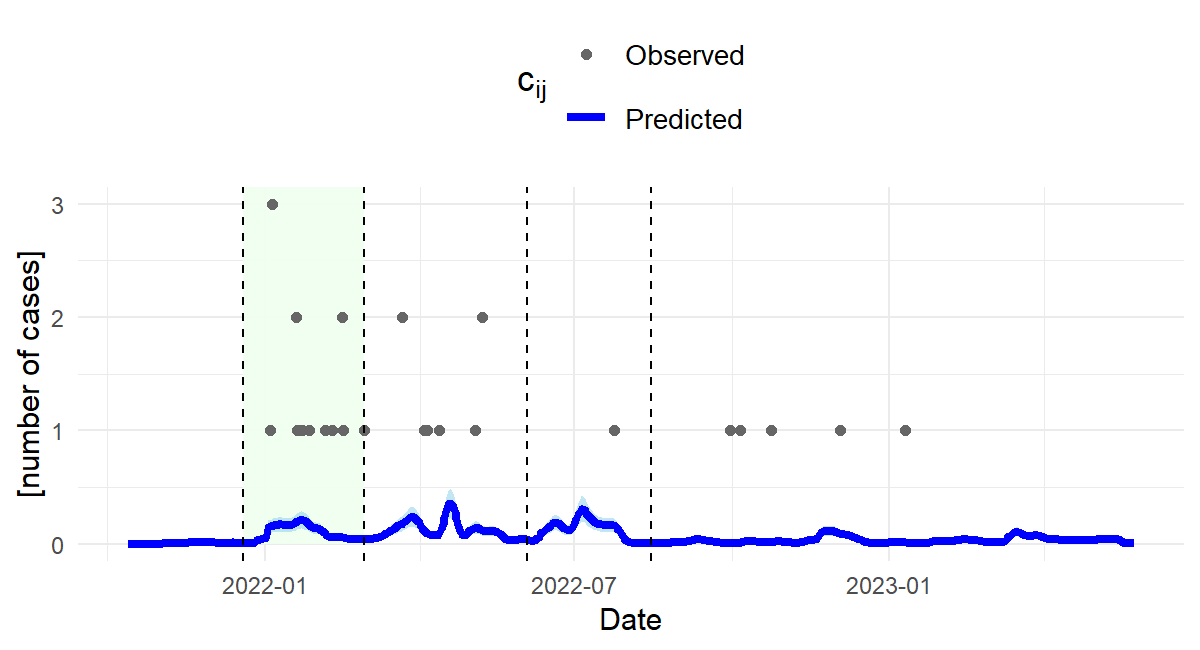 Observed
c_ij
Predicted
3
2
1
0
[number of cases]
2022-01
2022-07
2023-01
Date